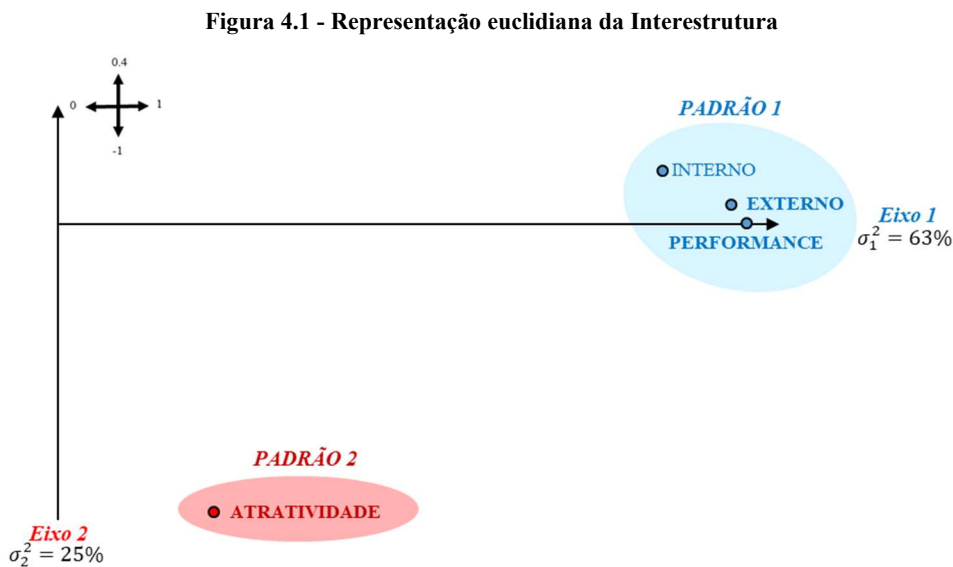 Figura 4.1 - Representação euclidiana da Interestrutura
0.4
0
1
-1
PADRÃO 1
INTERNO
EXTERNO
PERFORMANCE
Eixo 1
σ₁² = 63%
PADRÃO 2
ATRATIVIDADE
Eixo 2
σ₂² = 25%